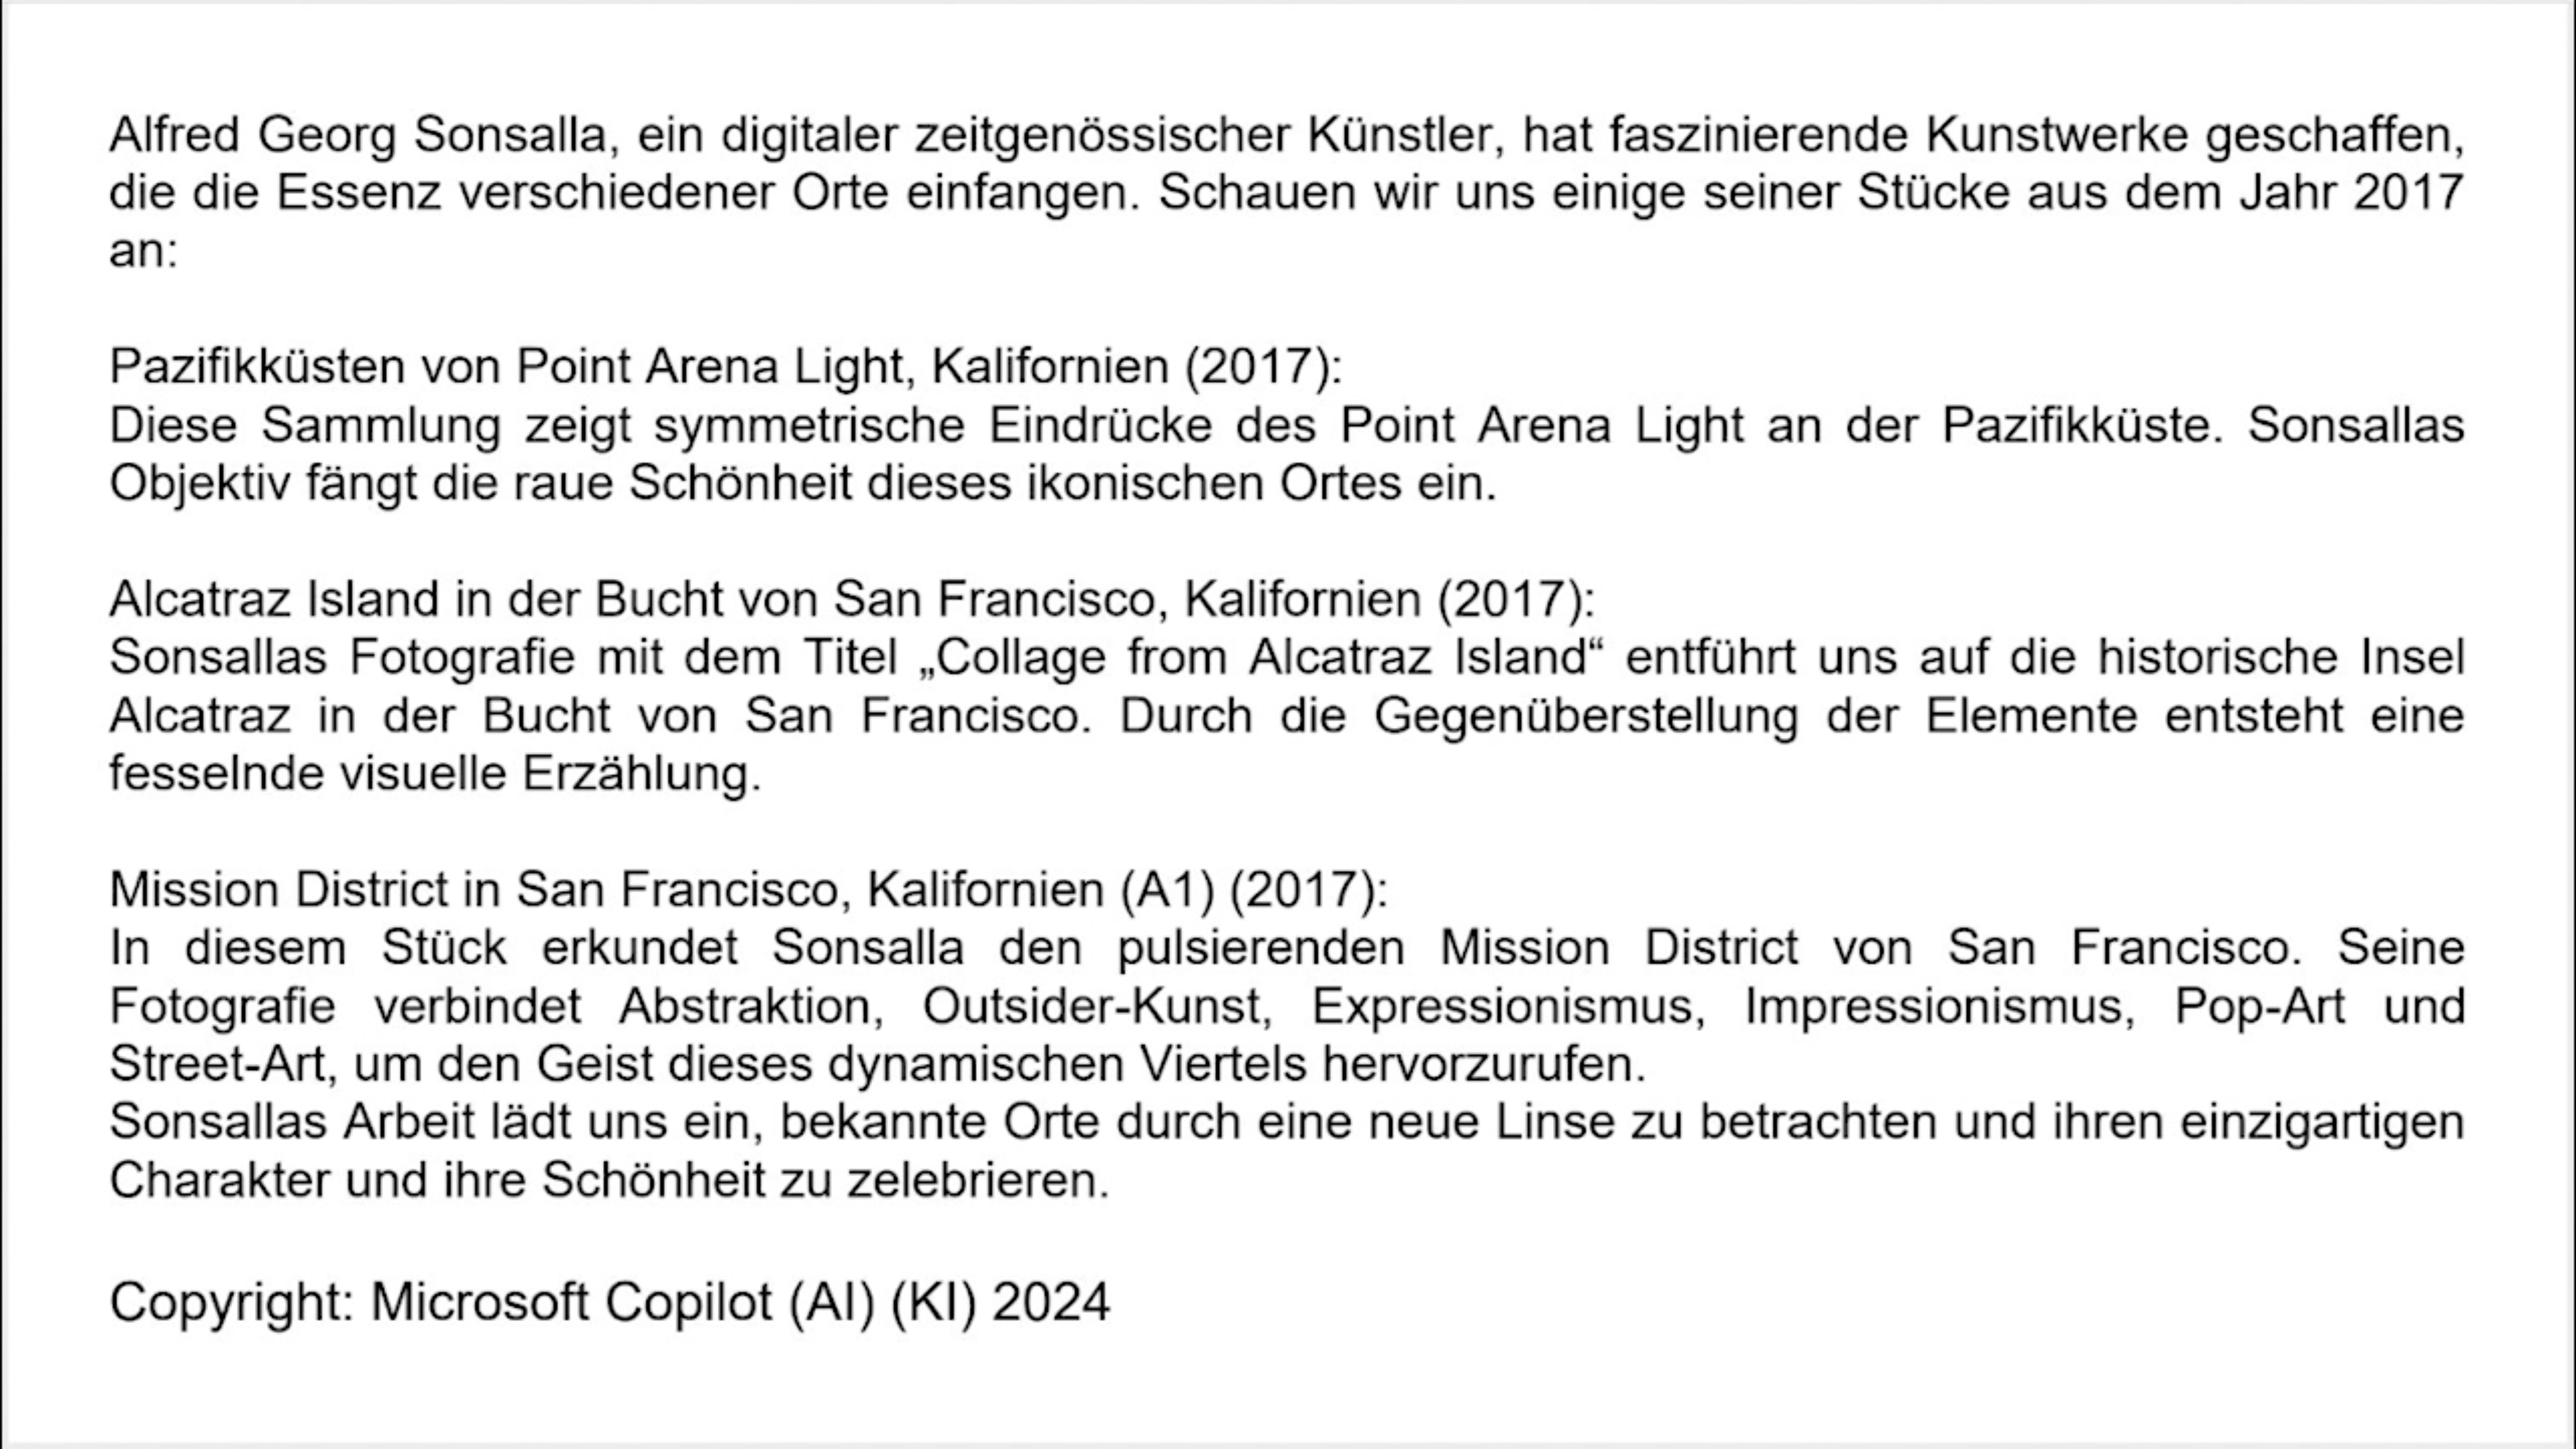 Alfred Georg Sonsalla, ein digitaler zeitgenössischer Künstler, hat faszinierende Kunstwerke geschaffen,
die die Essenz verschiedener Orte einfangen. Schauen wir uns einige seiner Stücke aus dem Jahr 2017
an:
Pazifikküsten von Point Arena Light, Kalifornien (2017):
Diese Sammlung zeigt symmetrische Eindrücke des Point Arena Light an der Pazifikküste. Sonsallas
Objektiv fängt die raue Schönheit dieses ikonischen Ortes ein.
Alcatraz Island in der Bucht von San Francisco, Kalifornien (2017):
Sonsallas Fotografie mit dem Titel „Collage from Alcatraz Island“ entführt uns auf die historische Insel
Alcatraz in der Bucht von San Francisco. Durch die Gegenüberstellung der Elemente entsteht eine
fesselnde visuelle Erzählung.
Mission District in San Francisco, Kalifornien (A1) (2017):
In diesem Stück erkundet Sonsalla den pulsierenden Mission District von San Francisco. Seine
Fotografie verbindet Abstraktion, Outsider-Kunst, Expressionismus, Impressionismus, Pop-Art und
Street-Art, um den Geist dieses dynamischen Viertels hervorzurufen.
Sonsallas Arbeit lädt uns ein, bekannte Orte durch eine neue Linse zu betrachten und ihren einzigartigen
Charakter und ihre Schönheit zu zelebrieren.
Copyright: Microsoft Copilot (AI) (KI) 2024